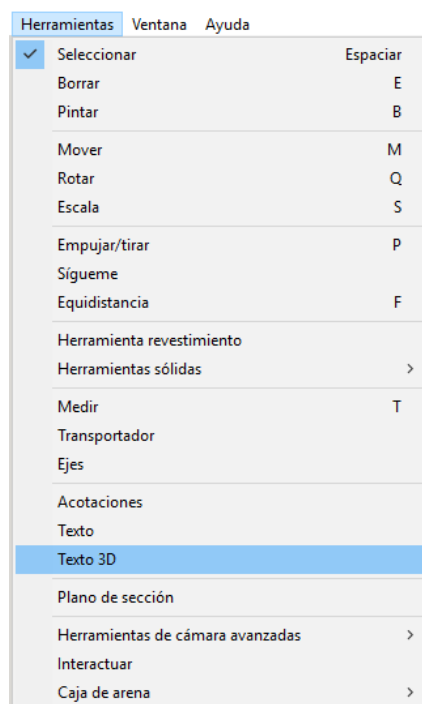 Herramientas Ventana Ayuda
Seleccionar Espaciar
Borrar E
Pintar B
Mover M
Rotar Q
Escala S
Empujar/tirar P
Sígueme
Equidistancia F
Herramienta revestimiento
Herramientas sólidas
Medir T
Transportador
Ejes
Acotaciones
Texto
Texto 3D
Plano de sección
Herramientas de cámara avanzadas
Interactuar
Caja de arena